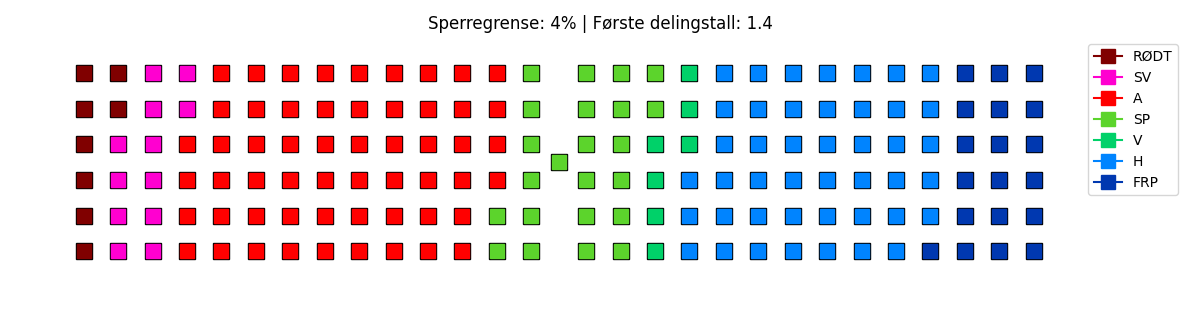 Sperregrense: 4% | Første delingstall: 1.4
RØDT
SV
A
SP
V
H
FRP